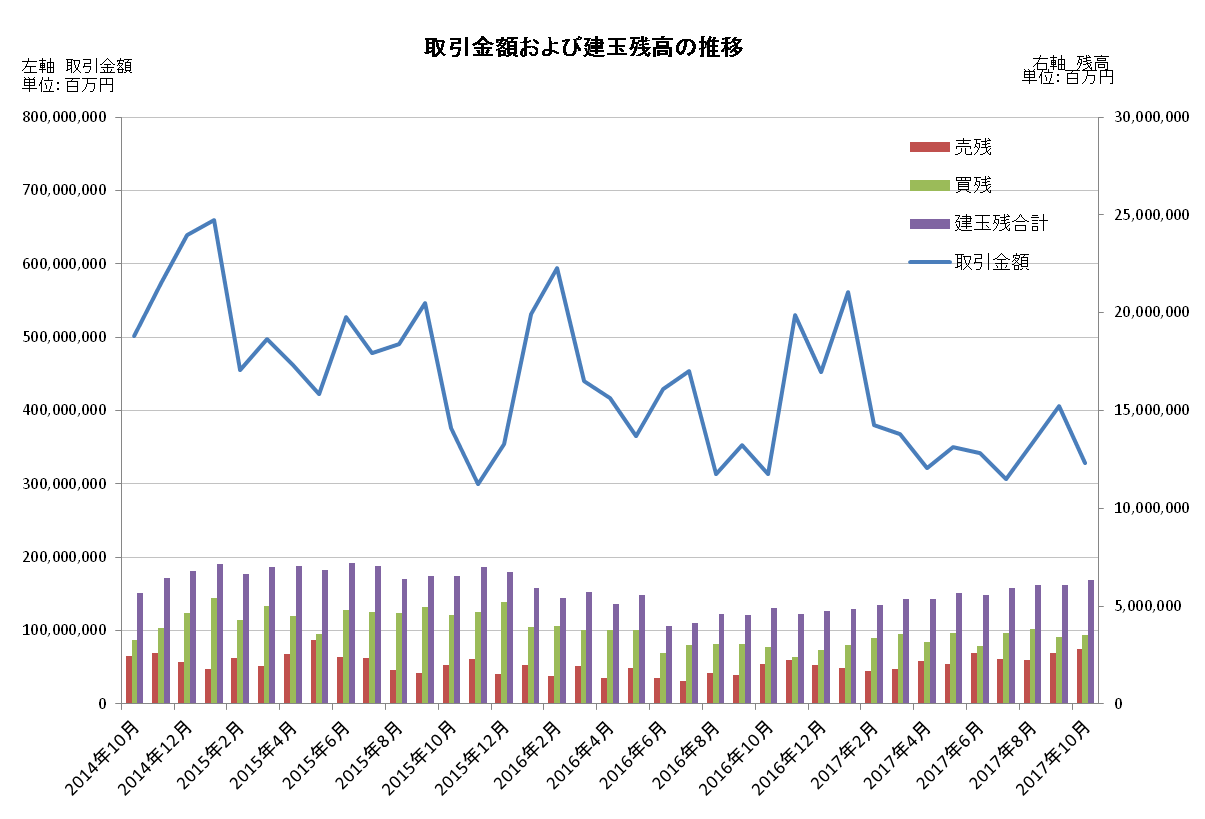 取引金額および建玉残高の推移
左軸 取引金額
単位: 百万円
右軸 残高
単位: 百万円
800,000,000
700,000,000
600,000,000
500,000,000
400,000,000
300,000,000
200,000,000
100,000,000
0
30,000,000
25,000,000
20,000,000
15,000,000
10,000,000
5,000,000
0
売残
買残
建玉残合計
取引金額
2014年10月
2014年12月
2015年2月
2015年4月
2015年6月
2015年8月
2015年10月
2015年12月
2016年2月
2016年4月
2016年6月
2016年8月
2016年10月
2016年12月
2017年2月
2017年4月
2017年6月
2017年8月
2017年10月